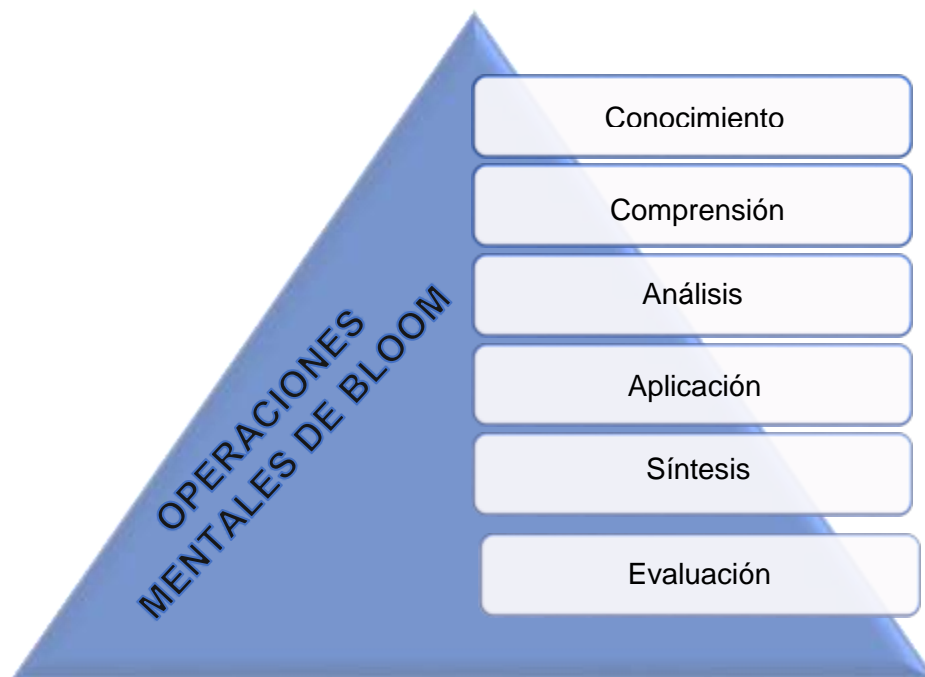 OPERACIONES
MENTALES DE BLOOM
Conocimiento
Comprensión
Análisis
Aplicación
Síntesis
Evaluación